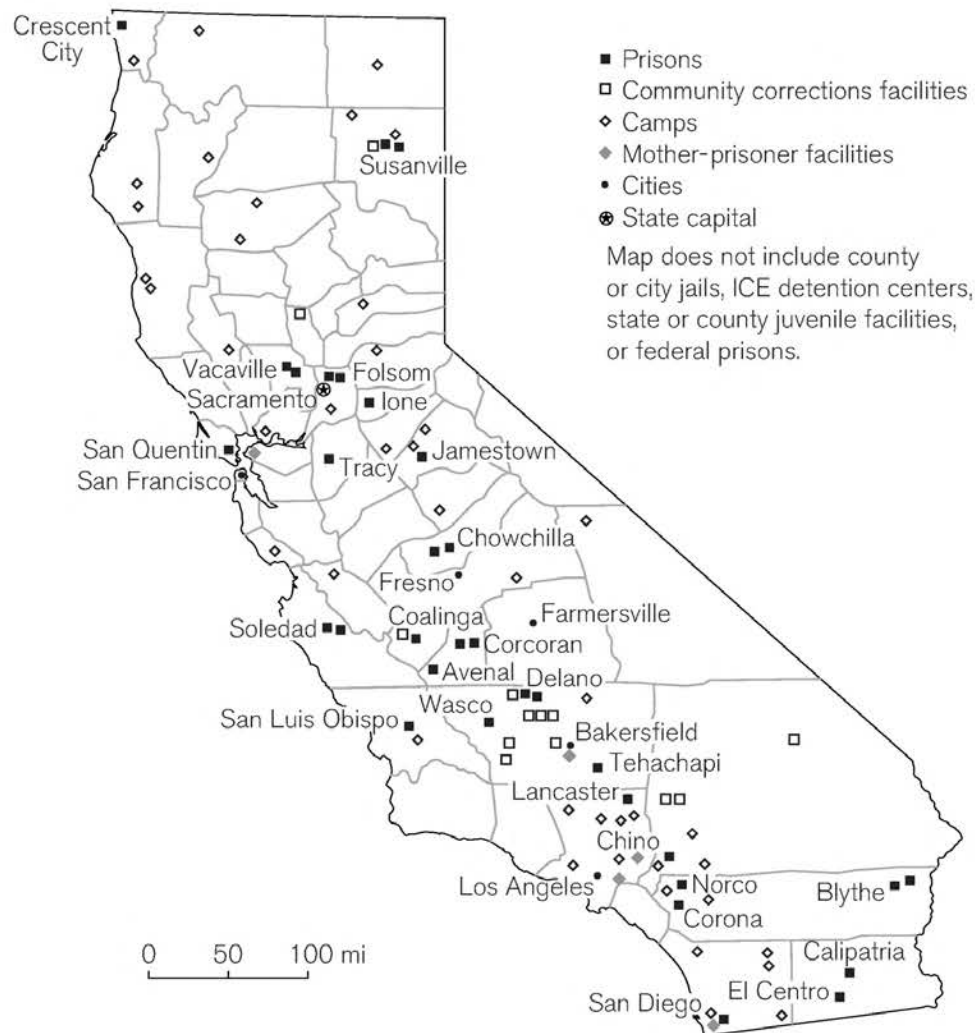 Crescent
City
Prisons
Community corrections facilities
Camps
Mother-prisoner facilities
Cities
State capital
Map does not include county
or city jails, ICE detention centers,
state or county juvenile facilities,
or federal prisons.
Susanville
Vacaville
Folsom
Sacramento
Ione
San Quentin
Tracy
Jamestown
San Francisco
Chowchilla
Fresno
Farmersville
Coalinga
Soledad
Corcoran
Avenal
Delano
Wasco
San Luis Obispo
Bakersfield
Tehachapi
Lancaster
Chino
Los Angeles
Norco
Blythe
Corona
0 50 100 mi
Calipatria
El Centro
San Diego